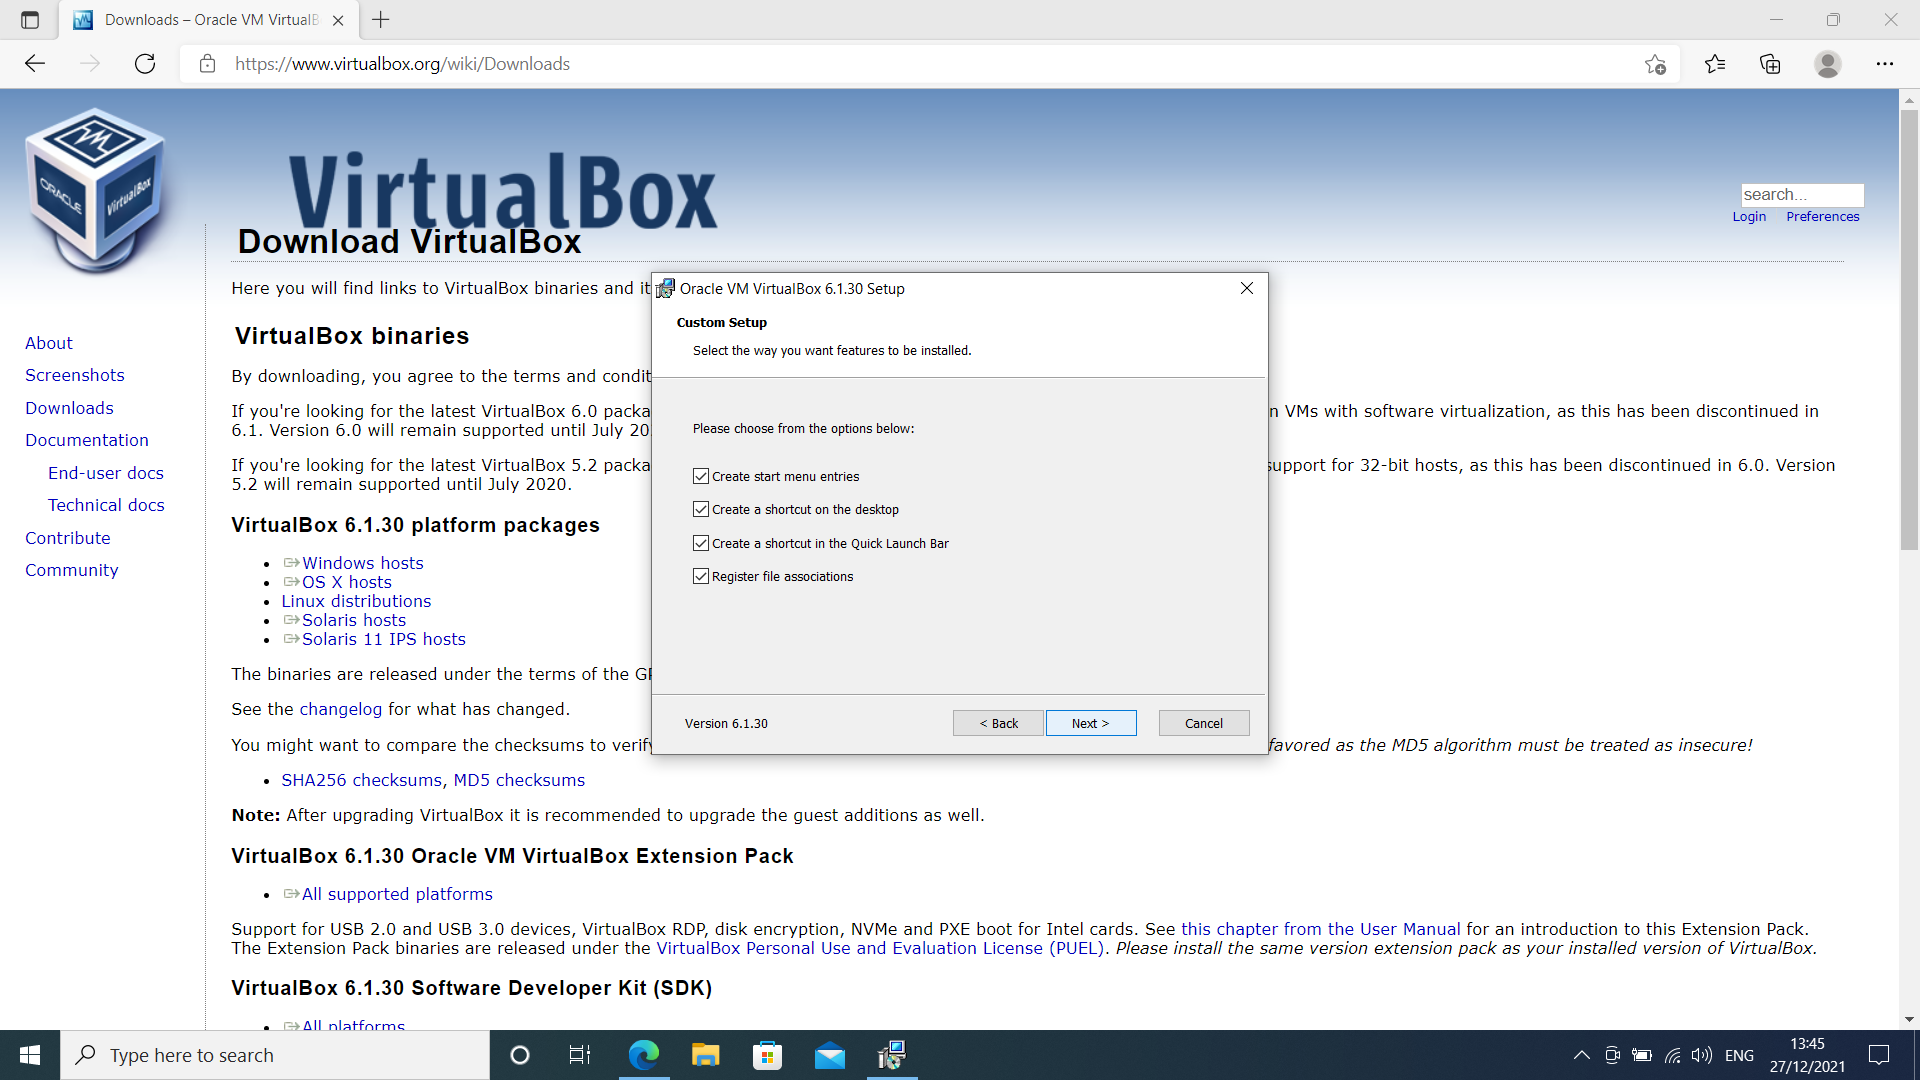 Downloads – Oracle VM VirtualB
https://www.virtualbox.org/wiki/Downloads
ORACLE
VirtualBox
VirtualBox
search...
Login Preferences
Download VirtualBox
Here you will find links to VirtualBox binaries and it
About
Screenshots
Downloads
Documentation
End-user docs
Technical docs
Contribute
Community
VirtualBox binaries
By downloading, you agree to the terms and condit
If you're looking for the latest VirtualBox 6.0 packa n VMs with software virtualization, as this has been discontinued in
6.1. Version 6.0 will remain supported until July 20
If you're looking for the latest VirtualBox 5.2 packa support for 32-bit hosts, as this has been discontinued in 6.0. Version
5.2 will remain supported until July 2020.
VirtualBox 6.1.30 platform packages
Windows hosts
OS X hosts
Linux distributions
Solaris hosts
Solaris 11 IPS hosts
The binaries are released under the terms of the GP
See the changelog for what has changed.
You might want to compare the checksums to verify favored as the MD5 algorithm must be treated as insecure!
SHA256 checksums, MD5 checksums
Note: After upgrading VirtualBox it is recommended to upgrade the guest additions as well.
VirtualBox 6.1.30 Oracle VM VirtualBox Extension Pack
All supported platforms
Support for USB 2.0 and USB 3.0 devices, VirtualBox RDP, disk encryption, NVMe and PXE boot for Intel cards. See this chapter from the User Manual for an introduction to this Extension Pack.
The Extension Pack binaries are released under the VirtualBox Personal Use and Evaluation License (PUEL). Please install the same version extension pack as your installed version of VirtualBox.
VirtualBox 6.1.30 Software Developer Kit (SDK)
All platforms
Oracle VM VirtualBox 6.1.30 Setup
Custom Setup
Select the way you want features to be installed.
Please choose from the options below:
Create start menu entries
Create a shortcut on the desktop
Create a shortcut in the Quick Launch Bar
Register file associations
Version 6.1.30
< Back Next > Cancel
Type here to search
ENG
13:45
27/12/2021